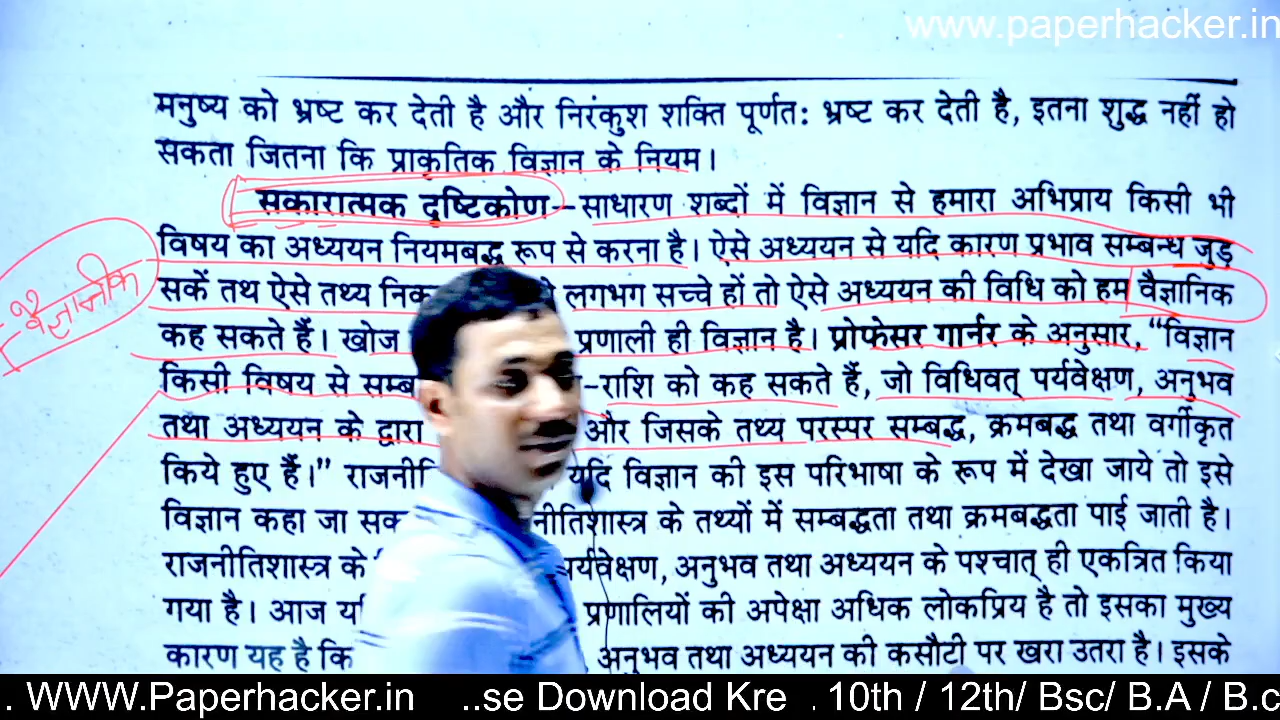 www.paperhacker.in
मनुष्य को भ्रष्ट कर देती है और निरंकुश शक्ति पूर्णतः भ्रष्ट कर देती है, इतना शुद्ध नहीं हो
सकता जितना कि प्राकृतिक विज्ञान के नियम।
सकारात्मक दृष्टिकोण–साधारण शब्दों में विज्ञान से हमारा अभिप्राय किसी भी
विषय का अध्ययन नियमबद्ध रूप से करना है। ऐसे अध्ययन से यदि कारण प्रभाव सम्बन्ध जुड़
सकें तथ ऐसे तथ्य लगभग सच्चे हों तो ऐसे अध्ययन की विधि को हम वैज्ञानिक
वैज्ञानिक
कह सकते हैं। खोज प्रणाली ही विज्ञान है। प्रोफेसर गार्नर के अनुसार, “विज्ञान
किसी विषय से –राशि को कह सकते हैं, जो विधिवत् पर्यवेक्षण, अनुभव
तथा अध्ययन के द्वारा और जिसके तथ्य परस्पर सम्बद्ध, क्रमबद्ध तथा वर्गीकृत
किये हुए हैं।” यदि विज्ञान की इस परिभाषा के रूप में देखा जाये तो इसे
विज्ञान कहा जा के तथ्यों में सम्बद्धता तथा क्रमबद्धता पाई जाती है।
राजनीतिशास्त्र के पर्यवेक्षण, अनुभव तथा अध्ययन के पश्चात् ही एकत्रित किया
गया है। आज प्रणालियों की अपेक्षा अधिक लोकप्रिय है तो इसका मुख्य
कारण यह है कि अनुभव तथा अध्ययन की कसौटी पर खरा उतरा है। इसके
. WWW.Paperhacker.in ..se Download Kre . 10th / 12th/ Bsc/ B.A / B.c